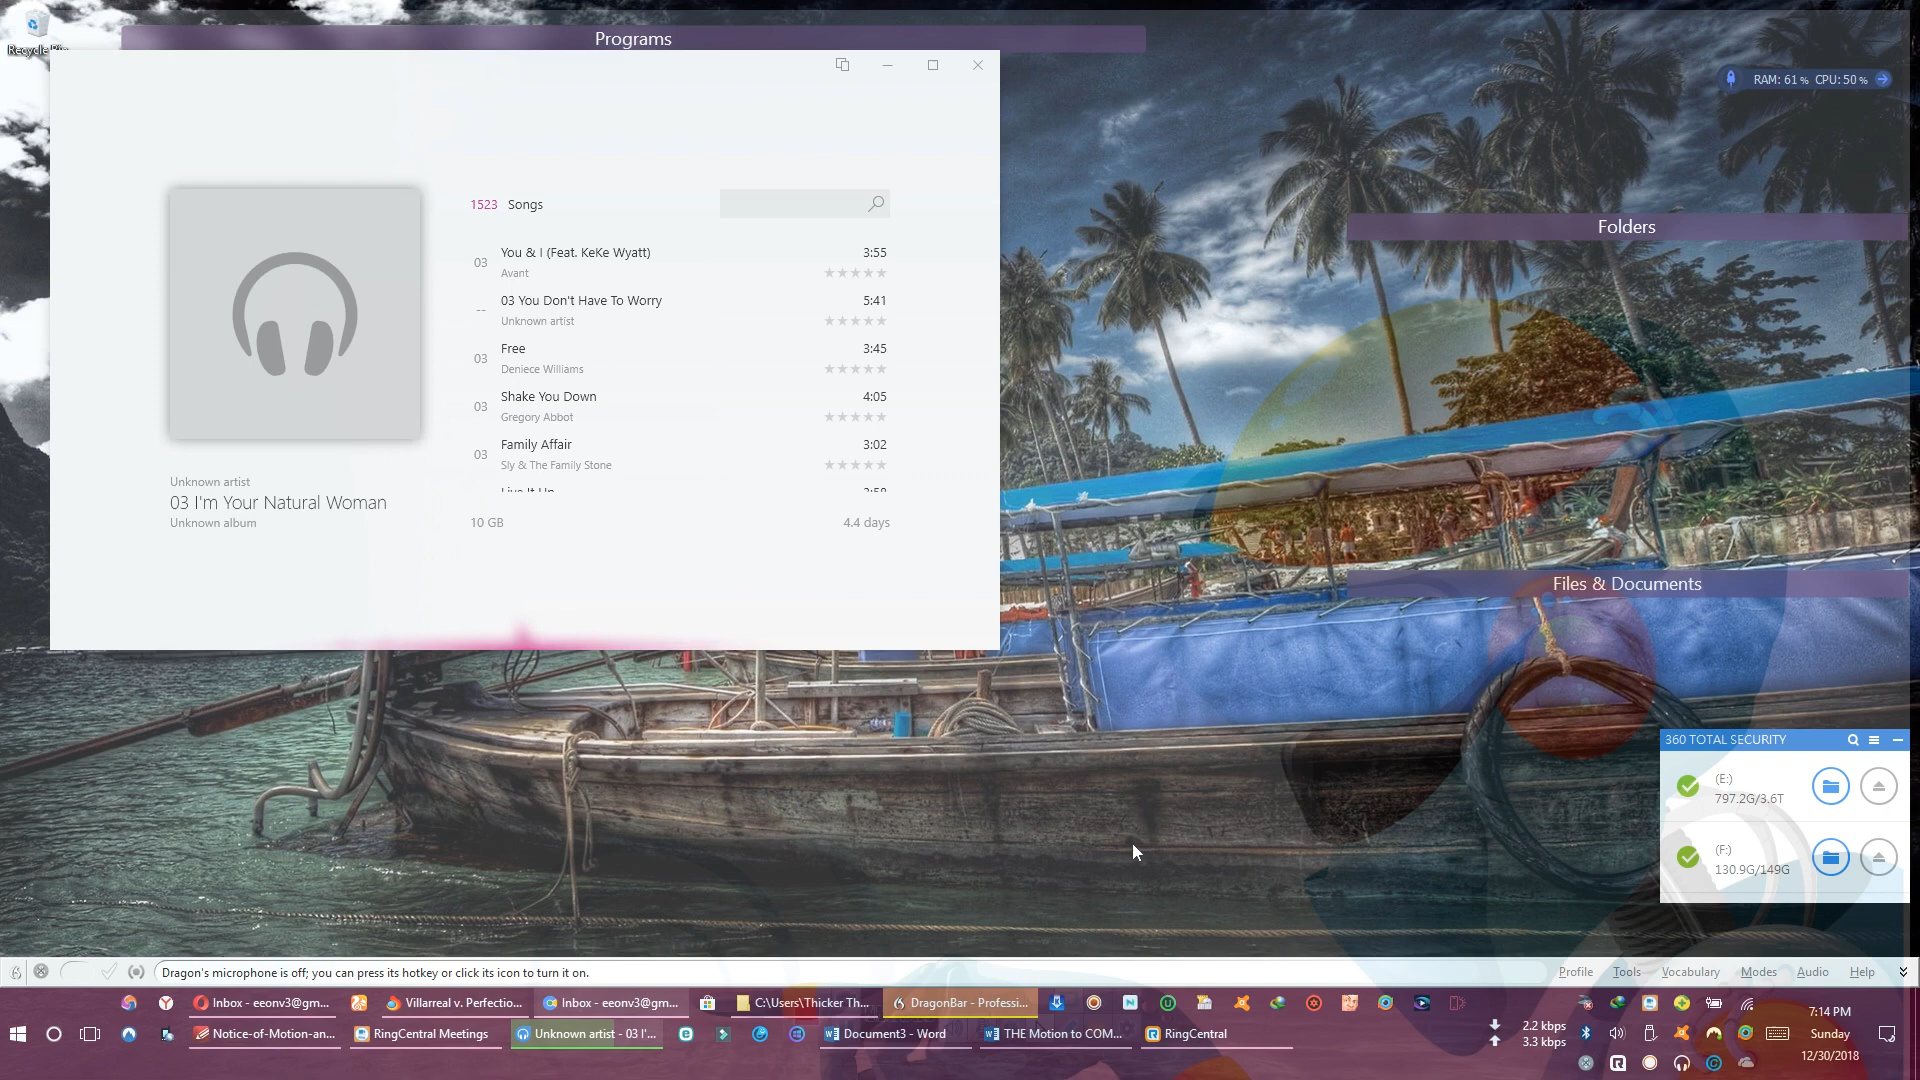 Recycle Bin
Programs
RAM: 61 % CPU: 50 %
1523 Songs
03
You & I (Feat. KeKe Wyatt)
3:55
Avant
--
03 You Don't Have To Worry
5:41
Unknown artist
03
Free
3:45
Deniece Williams
03
Shake You Down
4:05
Gregory Abbot
03
Family Affair
3:02
Sly & The Family Stone
Live It Up
3:58
10 GB
4.4 days
Unknown artist
03 I'm Your Natural Woman
Unknown album
Folders
Files & Documents
360 TOTAL SECURITY
(E:)
797.2G/3.6T
(F:)
130.9G/149G
Dragon's microphone is off; you can press its hotkey or click its icon to turn it on.
Profile Tools Vocabulary Modes Audio Help
Inbox - eeonv3@gm...
Villarreal v. Perfectio...
Inbox - eeonv3@gm...
C:\Users\Thicker Th...
DragonBar - Professi...
Notice-of-Motion-an...
RingCentral Meetings
Unknown artist - 03 I'...
Document3 - Word
THE Motion to COM...
RingCentral
2.2 kbps
3.3 kbps
7:14 PM
Sunday
12/30/2018